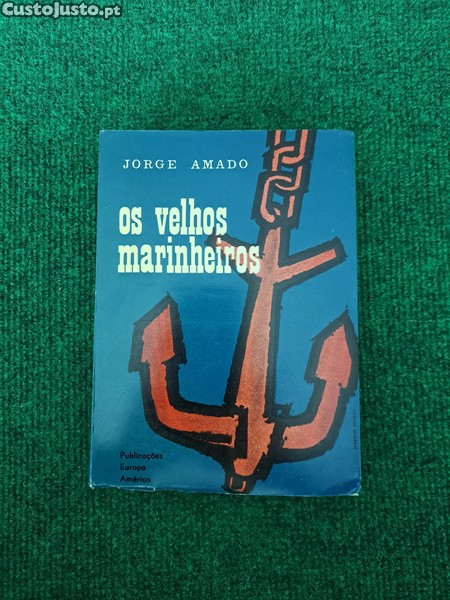 CustoJusto.pt
JORGE AMADO
os velhos
marinheiros
Publicações
Europa
América